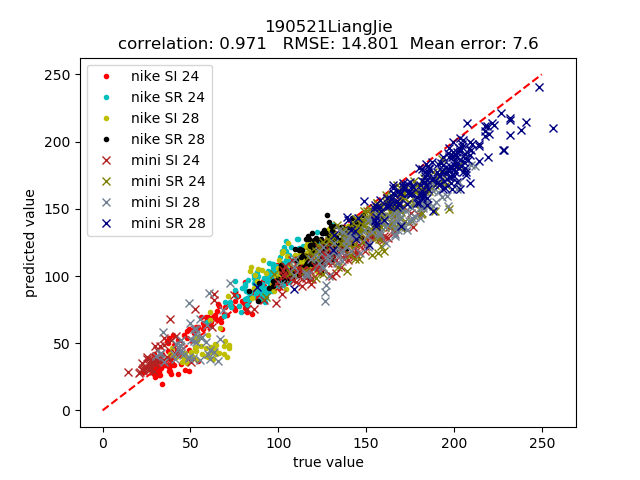 190521LiangJie
correlation: 0.971   RMSE: 14.801  Mean error: 7.6
nike SI 24
nike SR 24
nike SI 28
nike SR 28
mini SI 24
mini SR 24
mini SI 28
mini SR 28
predicted value
250
200
150
100
50
0
0 50 100 150 200 250
true value